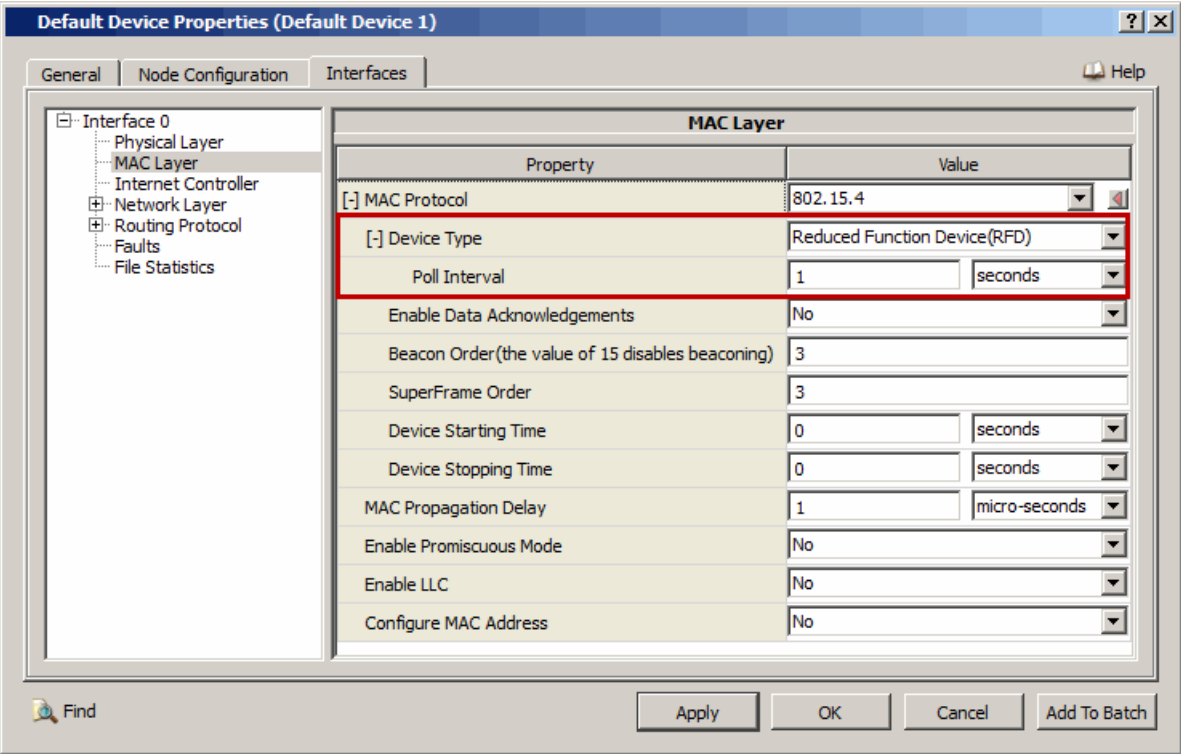 Default Device Properties (Default Device 1)
General Node Configuration Interfaces Help
Interface 0
Physical Layer
MAC Layer
Internet Controller
Network Layer
Routing Protocol
Faults
File Statistics
MAC Layer
Property Value
[-] MAC Protocol 802.15.4
[-] Device Type Reduced Function Device(RFD)
Poll Interval 1 seconds
Enable Data Acknowledgements No
Beacon Order(the value of 15 disables beaconing) 3
SuperFrame Order 3
Device Starting Time 0 seconds
Device Stopping Time 0 seconds
MAC Propagation Delay 1 micro-seconds
Enable Promiscuous Mode No
Enable LLC No
Configure MAC Address No
Find Apply OK Cancel Add To Batch